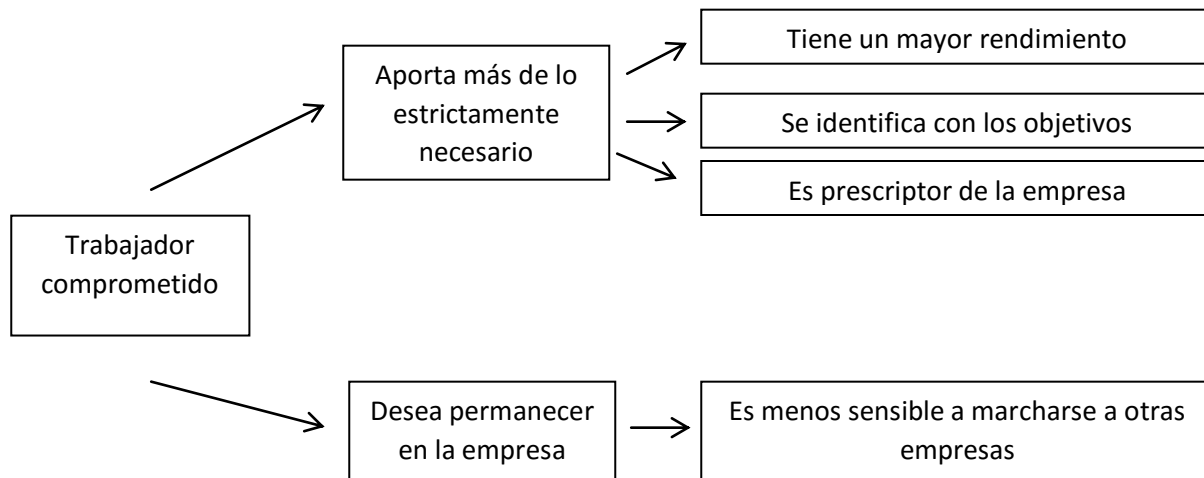 Trabajador
comprometido
Aporta más de lo
estrictamente
necesario
Tiene un mayor rendimiento
Se identifica con los objetivos
Es prescriptor de la empresa
Desea permanecer
en la empresa
Es menos sensible a marcharse a otras
empresas